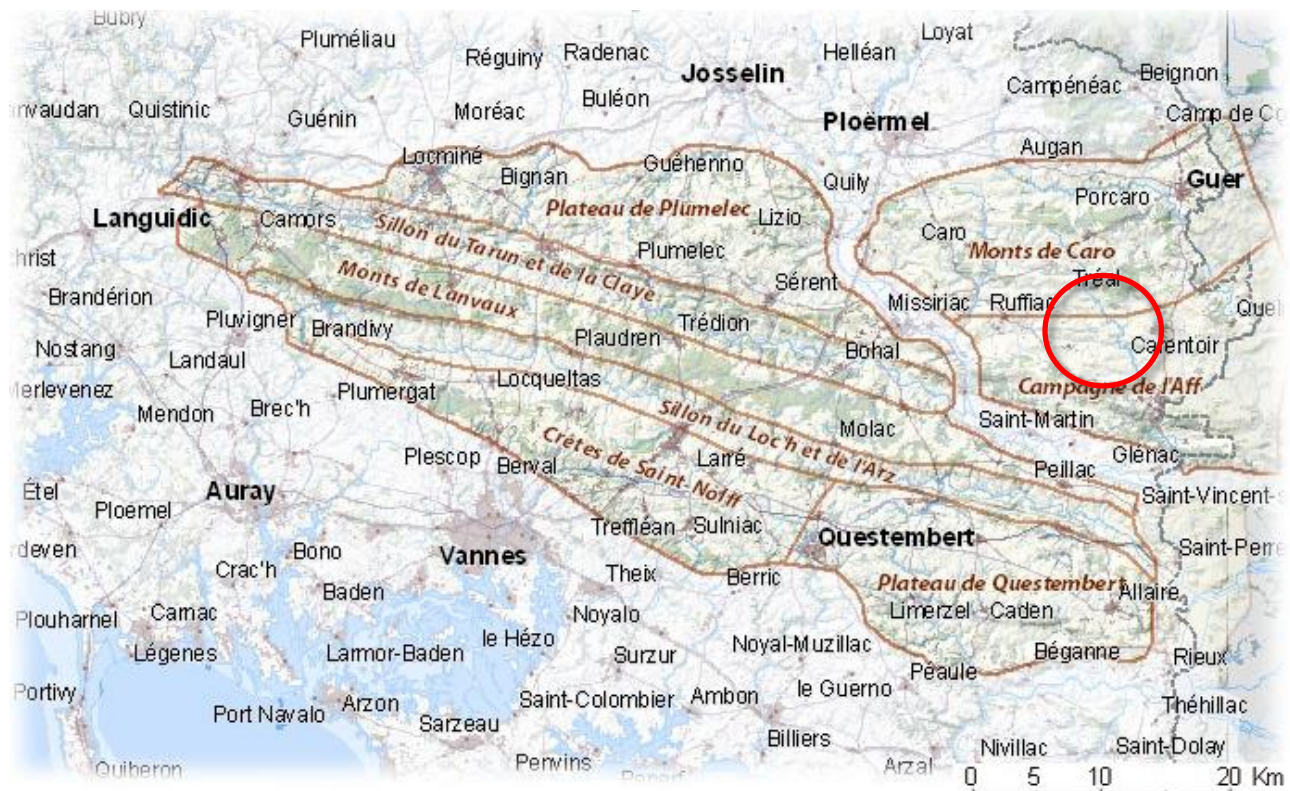 Bubry
Pluméliau
Réguiny
Radenac
Helléan
Loyat
Josselin
Campénéac
Beignon
Quistinic
Guénin
Moréac
Buléon
Ploërmel
Camp de
Augan
Locminé
Bignan
Guéhenno
Quily
Guer
Porcaro
Languidic
Camors
Plateau de Plumelec
Lizio
Sillon du Tarun et de la Claye
Plumelec
Caro
Monts de Caro
Tréal
Monts de Lanvaux
Sérent
Brandérion
Missiriac
Ruffiac
Pluvigner
Brandivy
Plaudren
Trédion
Bohal
Carentoir
Nostang
Landaul
Locqueltas
Campagne de l'Aff
Plumergat
Mendon
Brec'h
Sillon du Loc'h et de l'Arz
Molac
Saint-Martin
Crêtes de Saint-Nolff
Plescop
Berval
Larré
Peillac
Glénac
Étel
Auray
Saint-Vincent-
Ploemel
Treffléan
Sulniac
Questembert
Bono
Vannes
Crac'h
Theix
Berric
Plateau de Questembert
Baden
Allaire
Plouharnel
Carnac
Noyalo
Limerzel
Caden
le Hézo
Légenes
Larmor-Baden
Surzur
Noyal-Muzillac
Béganne
Rieux
Péaule
Portivy
Port Navalo
Arzon
Sarzeau
Saint-Colombier
Ambon
le Guerno
Théhillac
Billiers
Nivillac
Saint-Dolay
Quiberon
Penvins
Arzal
0 5 10 20 Km